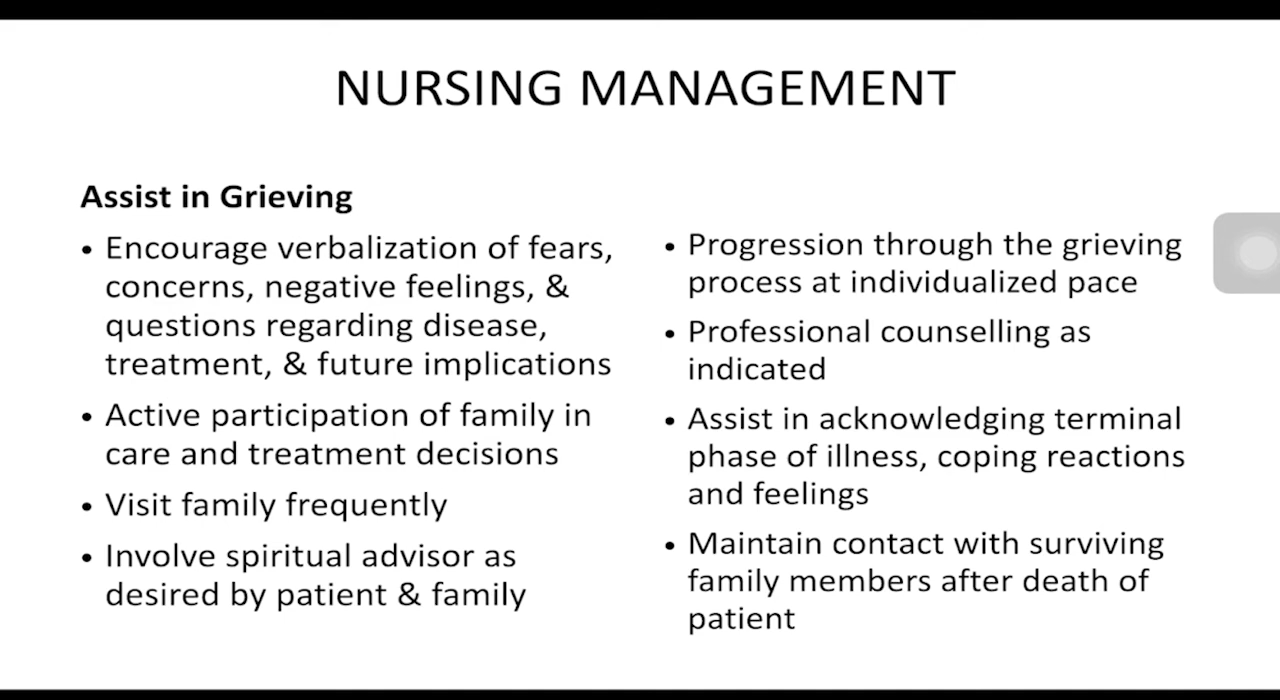 NURSING MANAGEMENT
Assist in Grieving
• Encourage verbalization of fears,
concerns, negative feelings, &
questions regarding disease,
treatment, & future implications
• Active participation of family in
care and treatment decisions
• Visit family frequently
• Involve spiritual advisor as
desired by patient & family
• Progression through the grieving
process at individualized pace
• Professional counselling as
indicated
• Assist in acknowledging terminal
phase of illness, coping reactions
and feelings
• Maintain contact with surviving
family members after death of
patient